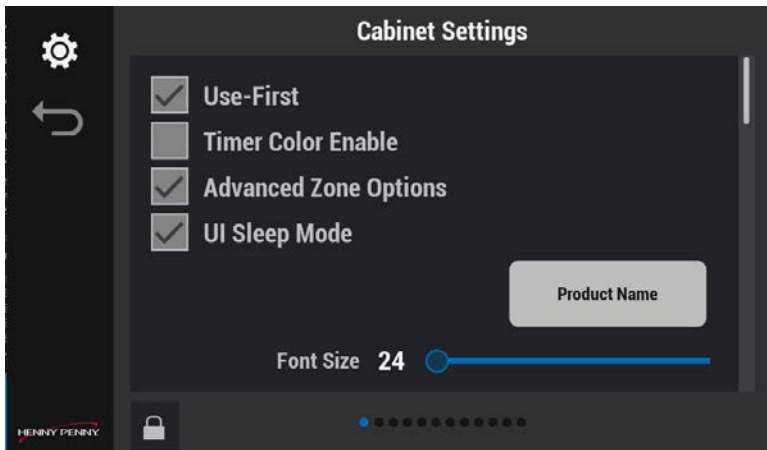 Cabinet Settings
Use-First
Timer Color Enable
Advanced Zone Options
UI Sleep Mode
Product Name
Font Size 24
HENNY PENNY